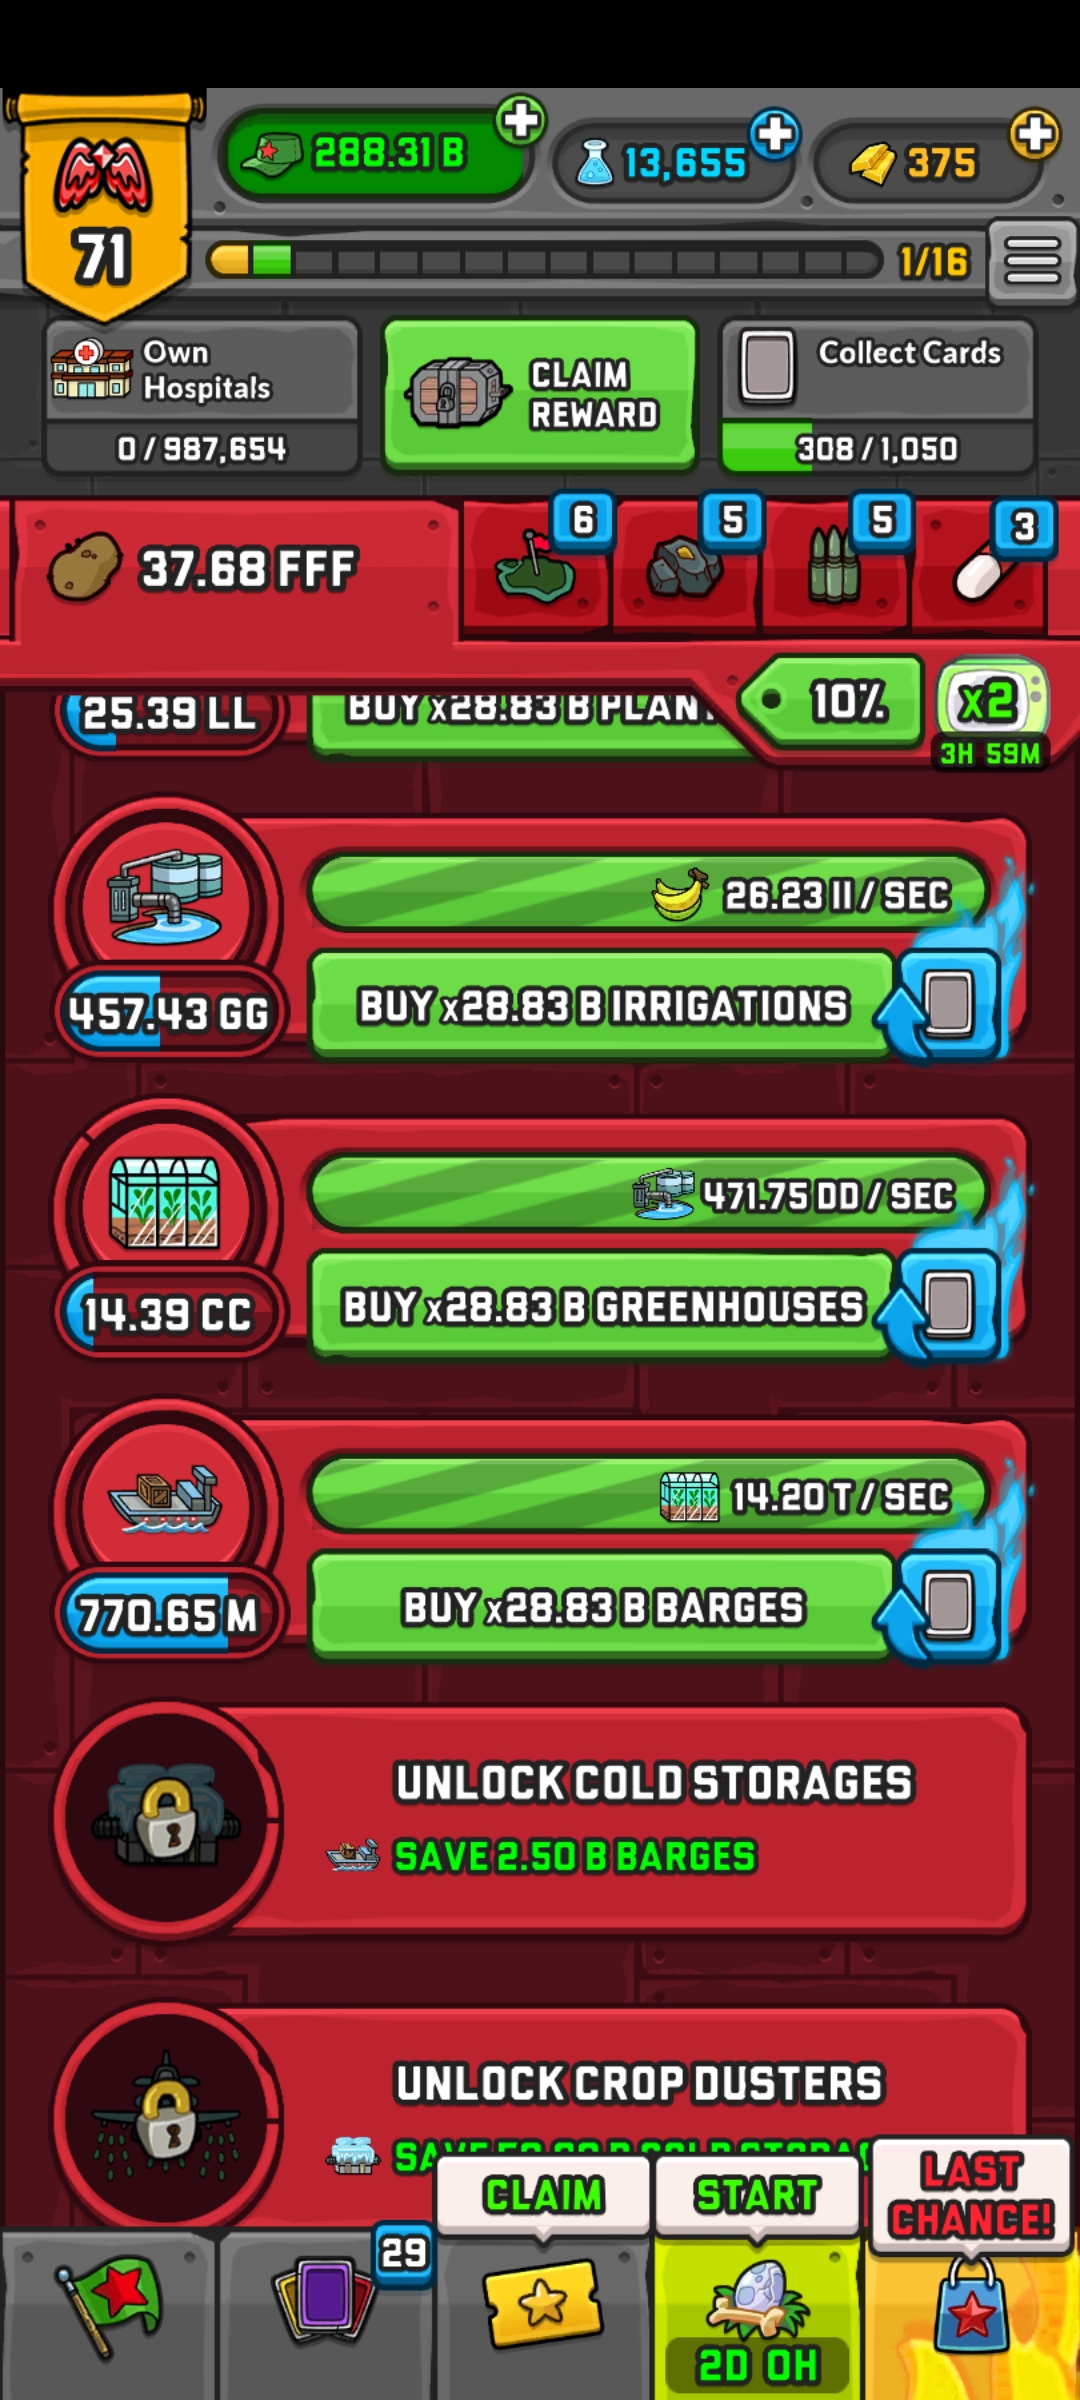 71
288.31 B
13,655
375
1/16
Own
Hospitals
0 / 987,654
CLAIM
REWARD
Collect Cards
308 / 1,050
37.68 FFF
6
5
5
3
10%
x2
3H 59M
25.39 LL
BUY x28.83 B PLANT
26.23 II / SEC
457.43 GG
BUY x28.83 B IRRIGATIONS
471.75 DD / SEC
14.39 CC
BUY x28.83 B GREENHOUSES
14.20 T / SEC
770.65 M
BUY x28.83 B BARGES
UNLOCK COLD STORAGES
SAVE 2.50 B BARGES
UNLOCK CROP DUSTERS
CLAIM
START
LAST
CHANCE!
29
2D 0H